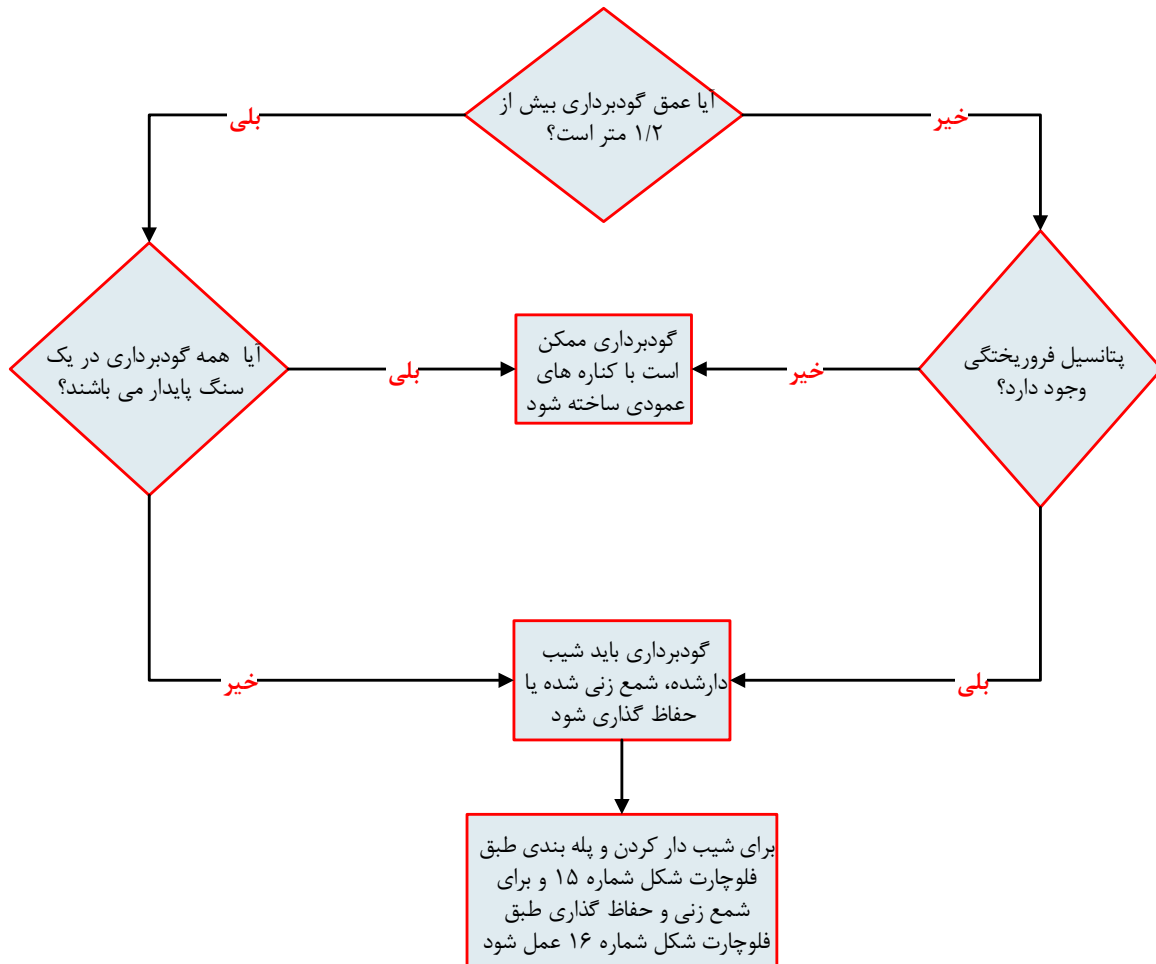 آیا عمق گودبرداری بیش از
۱/۲ متر است؟
خیر
بلی
پتانسیل فروریختگی
وجود دارد؟
گودبرداری ممکن
است با کناره های
عمودی ساخته شود
آیا همه گودبرداری در یک
سنگ پایدار می باشند؟
خیر
بلی
گودبرداری باید شیب
دارشده، شمع زنی شده یا
حفاظ گذاری شود
بلی
خیر
برای شیب دار کردن و پله بندی طبق
فلوچارت شکل شماره ۱۵ و برای
شمع زنی و حفاظ گذاری طبق
فلوچارت شکل شماره ۱۶ عمل شود